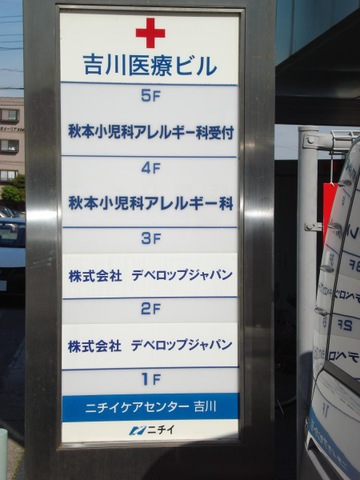 吉川医療ビル
5F
秋本小児科アレルギー科受付
4F
秋本小児科アレルギー科
3F
株式会社 デベロップジャパン
2F
株式会社 デベロップジャパン
1F
ニチイケアセンター 吉川
ニチイ